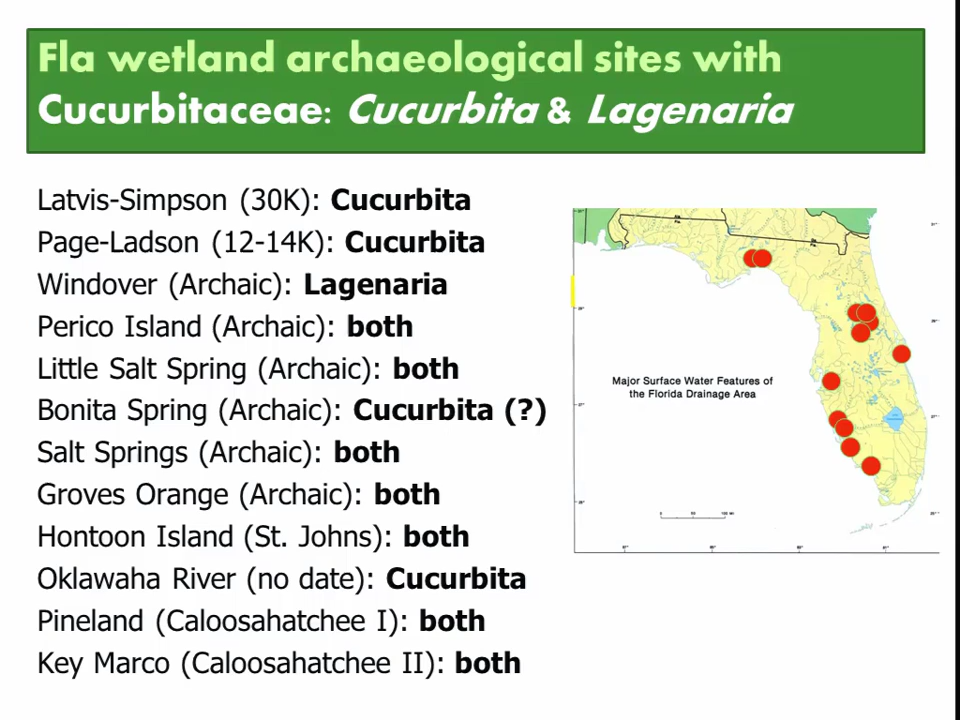 Fla wetland archaeological sites with
Cucurbitaceae: Cucurbita & Lagenaria
Latvis-Simpson (30K): Cucurbita
Page-Ladson (12-14K): Cucurbita
Windover (Archaic): Lagenaria
Perico Island (Archaic): both
Little Salt Spring (Archaic): both
Bonita Spring (Archaic): Cucurbita (?)
Salt Springs (Archaic): both
Groves Orange (Archaic): both
Hontoon Island (St. Johns): both
Oklawaha River (no date): Cucurbita
Pineland (Caloosahatchee I): both
Key Marco (Caloosahatchee II): both
Major Surface Water Features of
the Florida Drainage Area